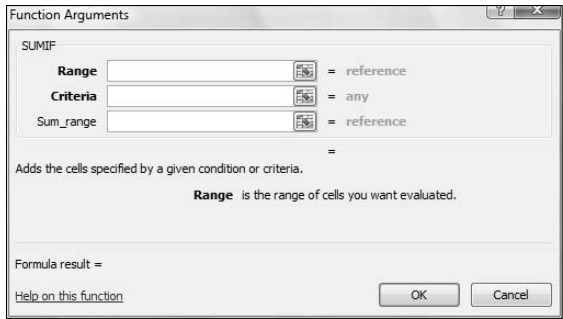 Function Arguments ? X
SUMIF
Range = reference
Criteria = any
Sum_range = reference
=
Adds the cells specified by a given condition or criteria.
Range is the range of cells you want evaluated.
Formula result =
Help on this function OK Cancel